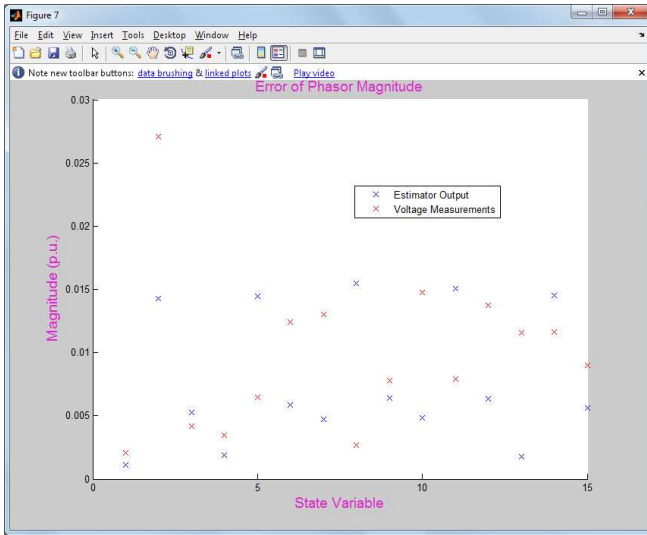 Figure 7
File Edit View Insert Tools Desktop Window Help
Note new toolbar buttons: data brushing & linked plots Play video
Error of Phasor Magnitude
0.03
0.025
0.02
0.015
0.01
0.005
0
Magnitude (p.u.)
Estimator Output
Voltage Measurements
0 5 10 15
State Variable